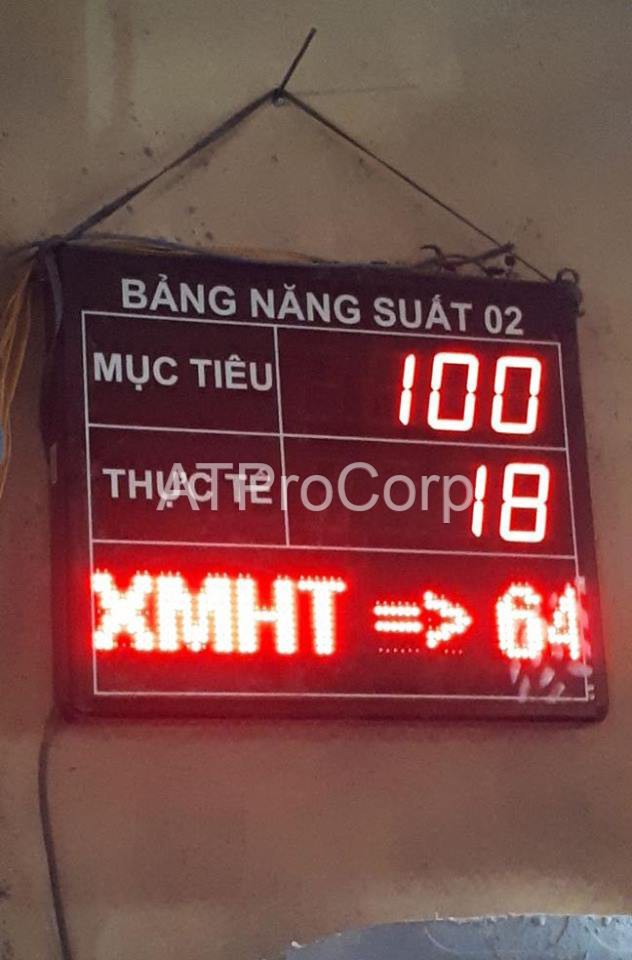 BẢNG NĂNG SUẤT 02
MỤC TIÊU 100
THỰC TẾ 18
ATProCorp
XMHT => 64